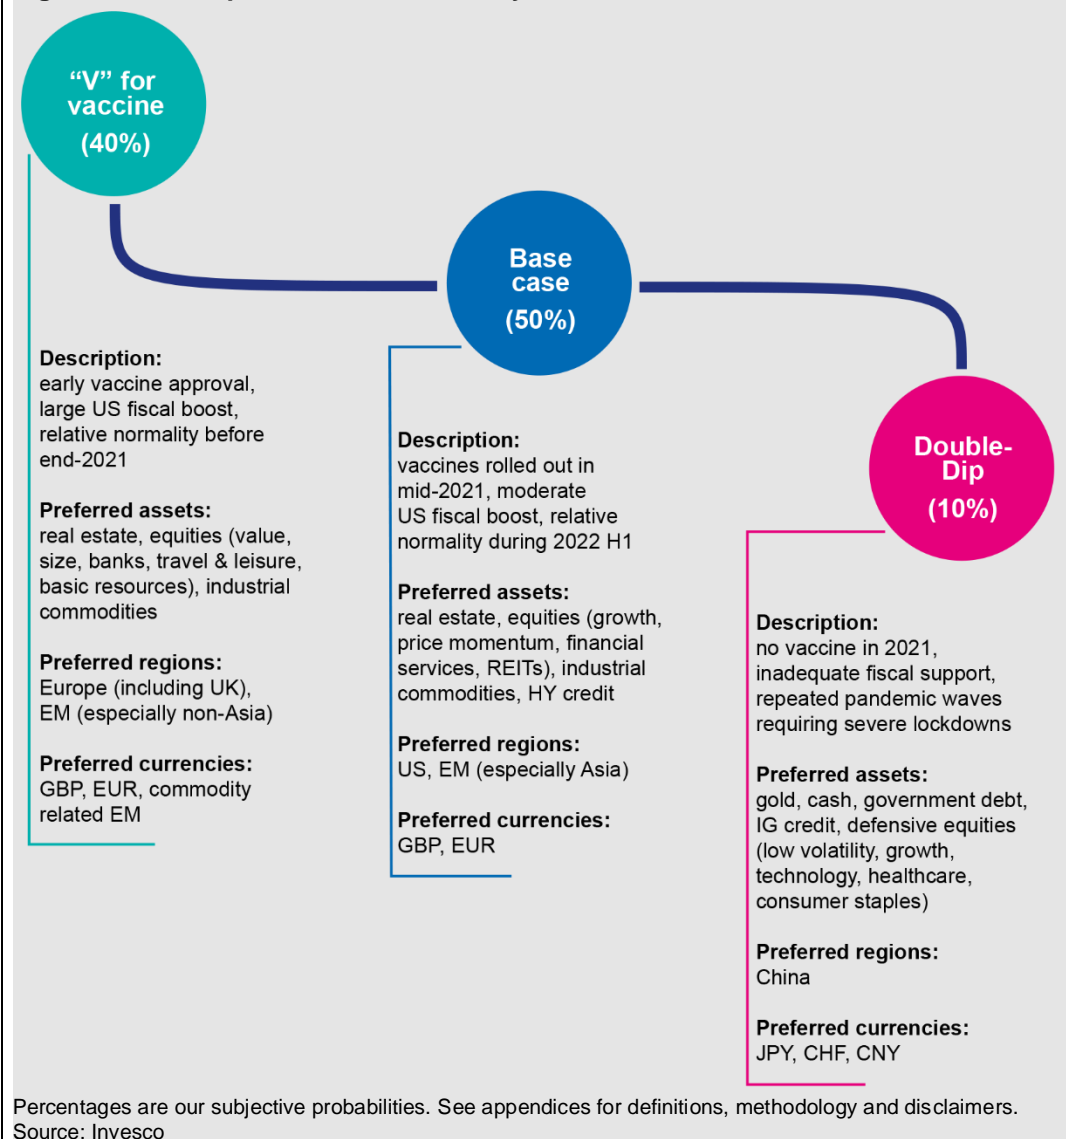 “V” for
vaccine
(40%)
Description:
early vaccine approval,
large US fiscal boost,
relative normality before
end-2021
Preferred assets:
real estate, equities (value,
size, banks, travel & leisure,
basic resources), industrial
commodities
Preferred regions:
Europe (including UK),
EM (especially non-Asia)
Preferred currencies:
GBP, EUR, commodity
related EM
Base
case
(50%)
Description:
vaccines rolled out in
mid-2021, moderate
US fiscal boost, relative
normality during 2022 H1
Preferred assets:
real estate, equities (growth,
price momentum, financial
services, REITs), industrial
commodities, HY credit
Preferred regions:
US, EM (especially Asia)
Preferred currencies:
GBP, EUR
Double-
Dip
(10%)
Description:
no vaccine in 2021,
inadequate fiscal support,
repeated pandemic waves
requiring severe lockdowns
Preferred assets:
gold, cash, government debt,
IG credit, defensive equities
(low volatility, growth,
technology, healthcare,
consumer staples)
Preferred regions:
China
Preferred currencies:
JPY, CHF, CNY
Percentages are our subjective probabilities. See appendices for definitions, methodology and disclaimers.
Source: Invesco